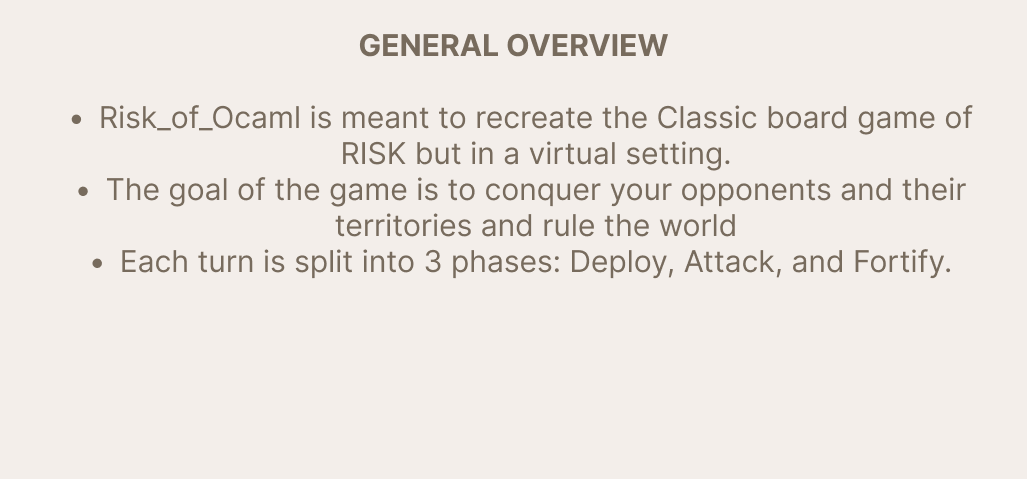 GENERAL OVERVIEW
• Risk_of_Ocaml is meant to recreate the Classic board game of
RISK but in a virtual setting.
• The goal of the game is to conquer your opponents and their
territories and rule the world
• Each turn is split into 3 phases: Deploy, Attack, and Fortify.